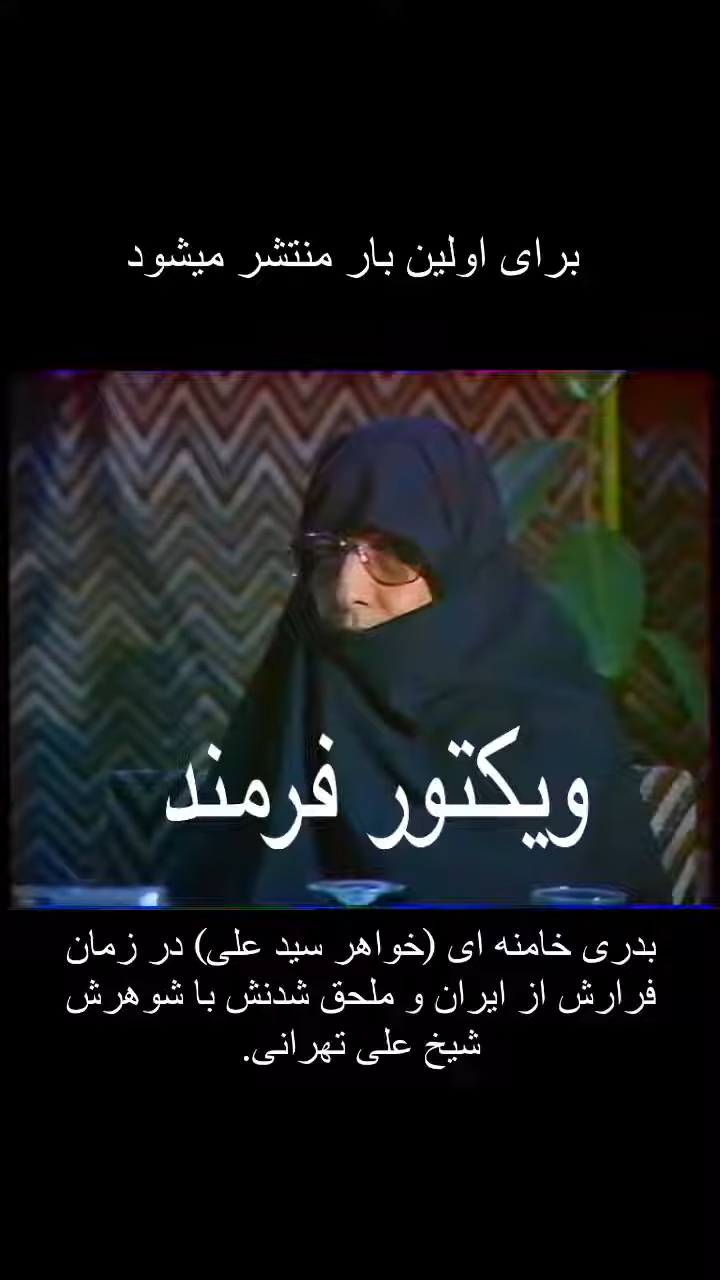 برای اولین بار منتشر میشود
ویکتور فرمند
بدری خامنه ای (خواهر سید علی) در زمان
فرارش از ایران و ملحق شدنش با شوهرش
شیخ علی تهرانی.